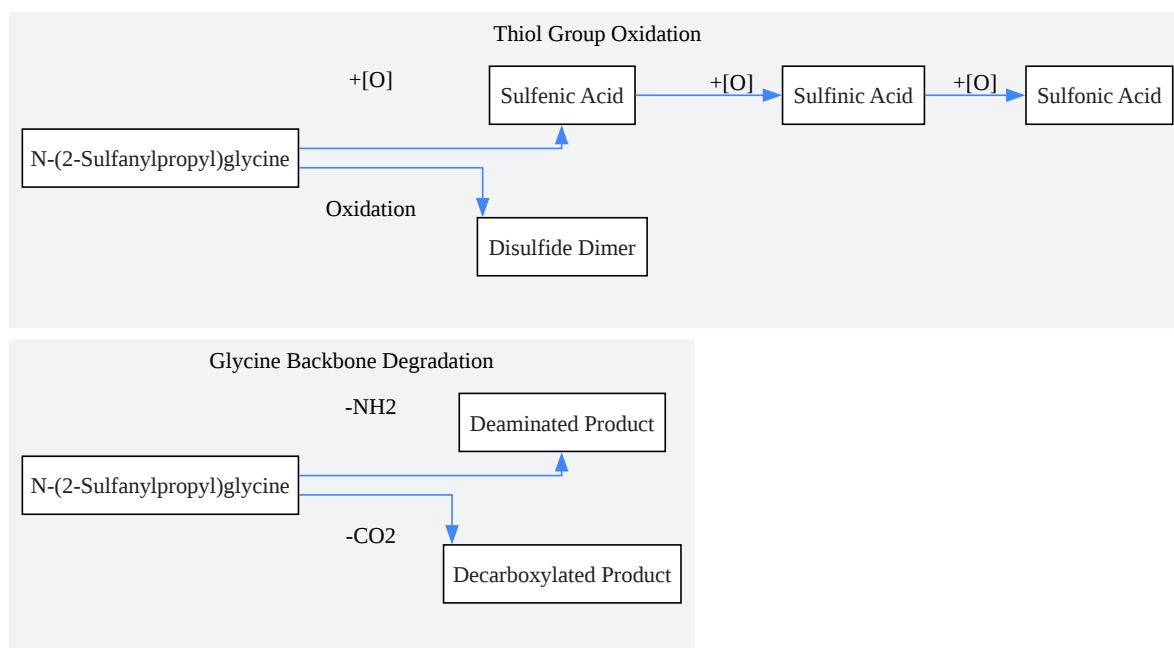 Thiol Group Oxidation
+[O]
Sulfenic Acid
+[O]
Sulfinic Acid
+[O]
Sulfonic Acid
N-(2-Sulfanylpropyl)glycine
Oxidation
Disulfide Dimer
Glycine Backbone Degradation
-NH2
Deaminated Product
N-(2-Sulfanylpropyl)glycine
-CO2
Decarboxylated Product